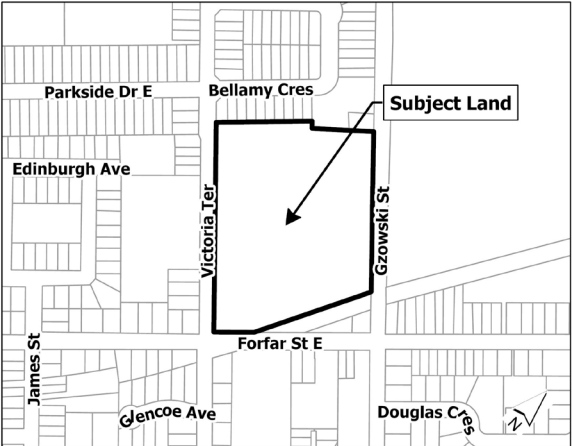 Parkside Dr E
Bellamy Cres
Subject Land
Edinburgh Ave
Victoria Ter
Gzowski St
Forfar St E
James St
Glencoe Ave
Douglas Cres
N